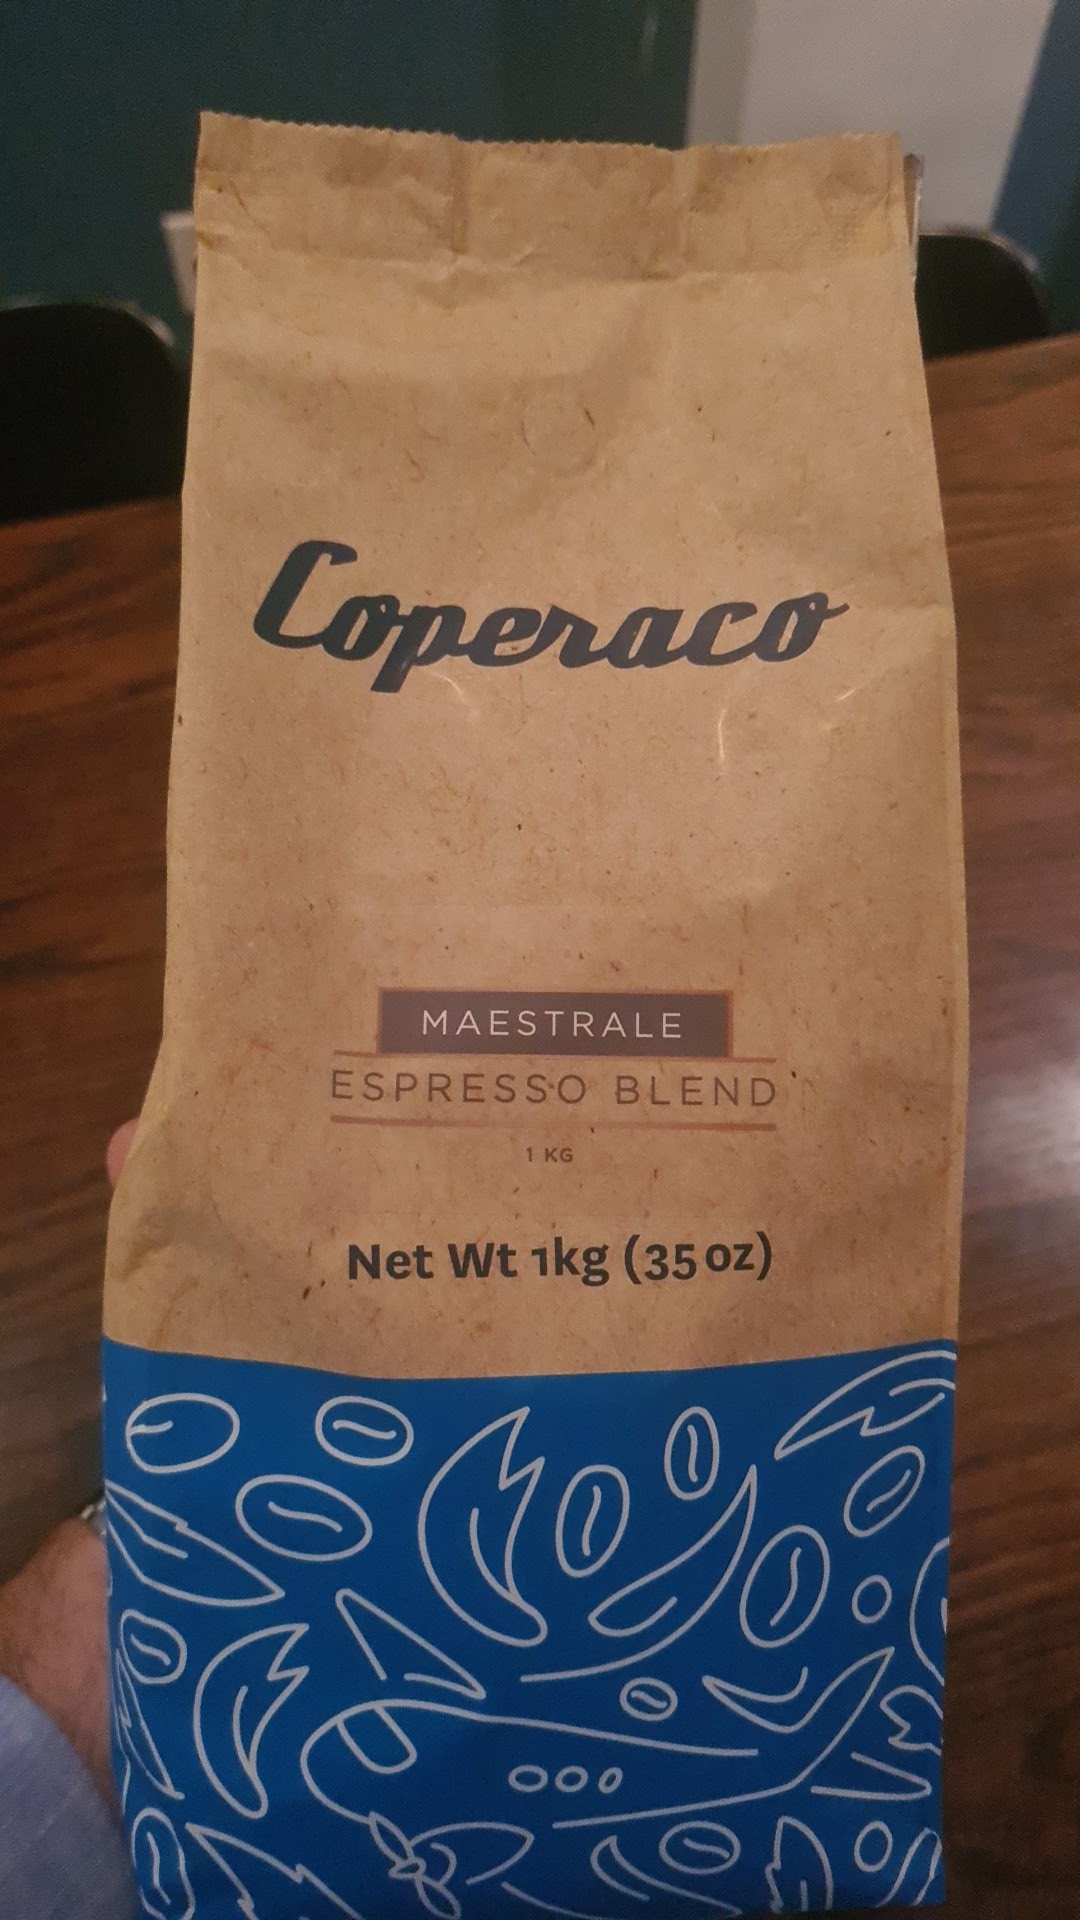 Coperaco
MAESTRALE
ESPRESSO BLEND
1 KG
Net Wt 1kg (35 oz)